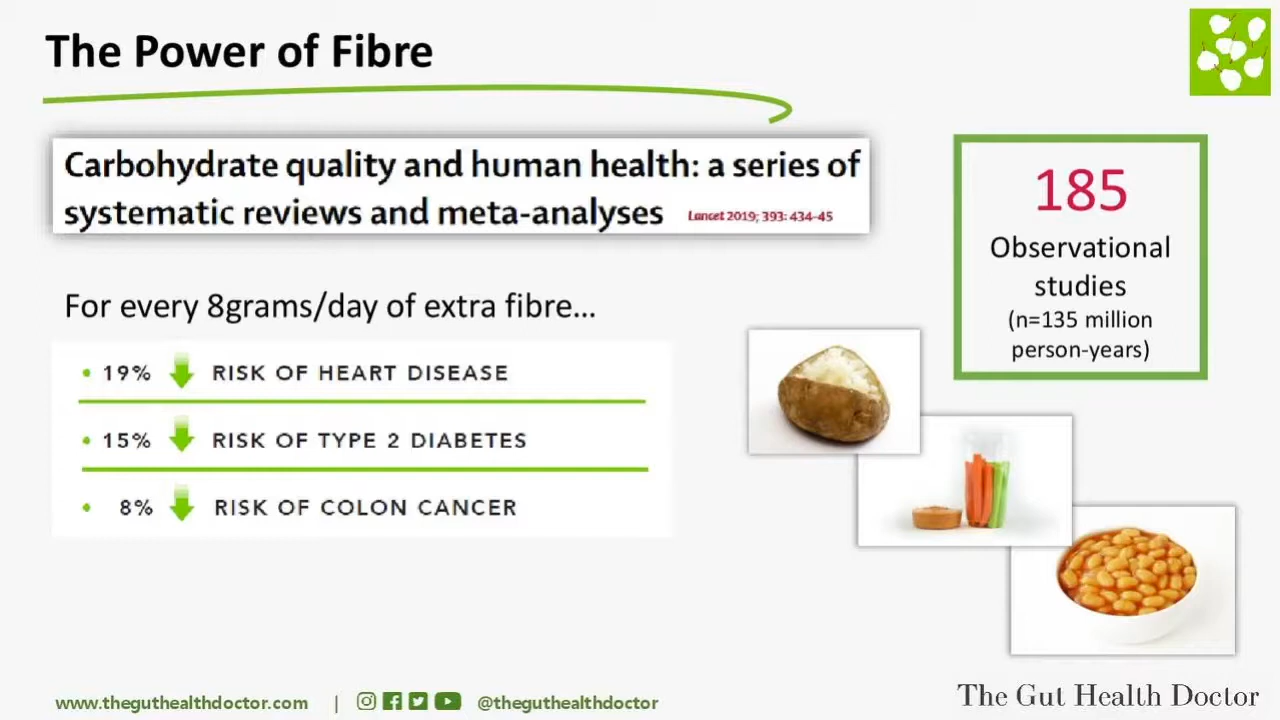 The Power of Fibre
Carbohydrate quality and human health: a series of
systematic reviews and meta-analyses Lancet 2019; 393: 434-45
185
Observational
studies
(n=135 million
person-years)
For every 8grams/day of extra fibre...
• 19% RISK OF HEART DISEASE
• 15% RISK OF TYPE 2 DIABETES
• 8% RISK OF COLON CANCER
www.theguthealthdoctor.com | @theguthealthdoctor
The Gut Health Doctor